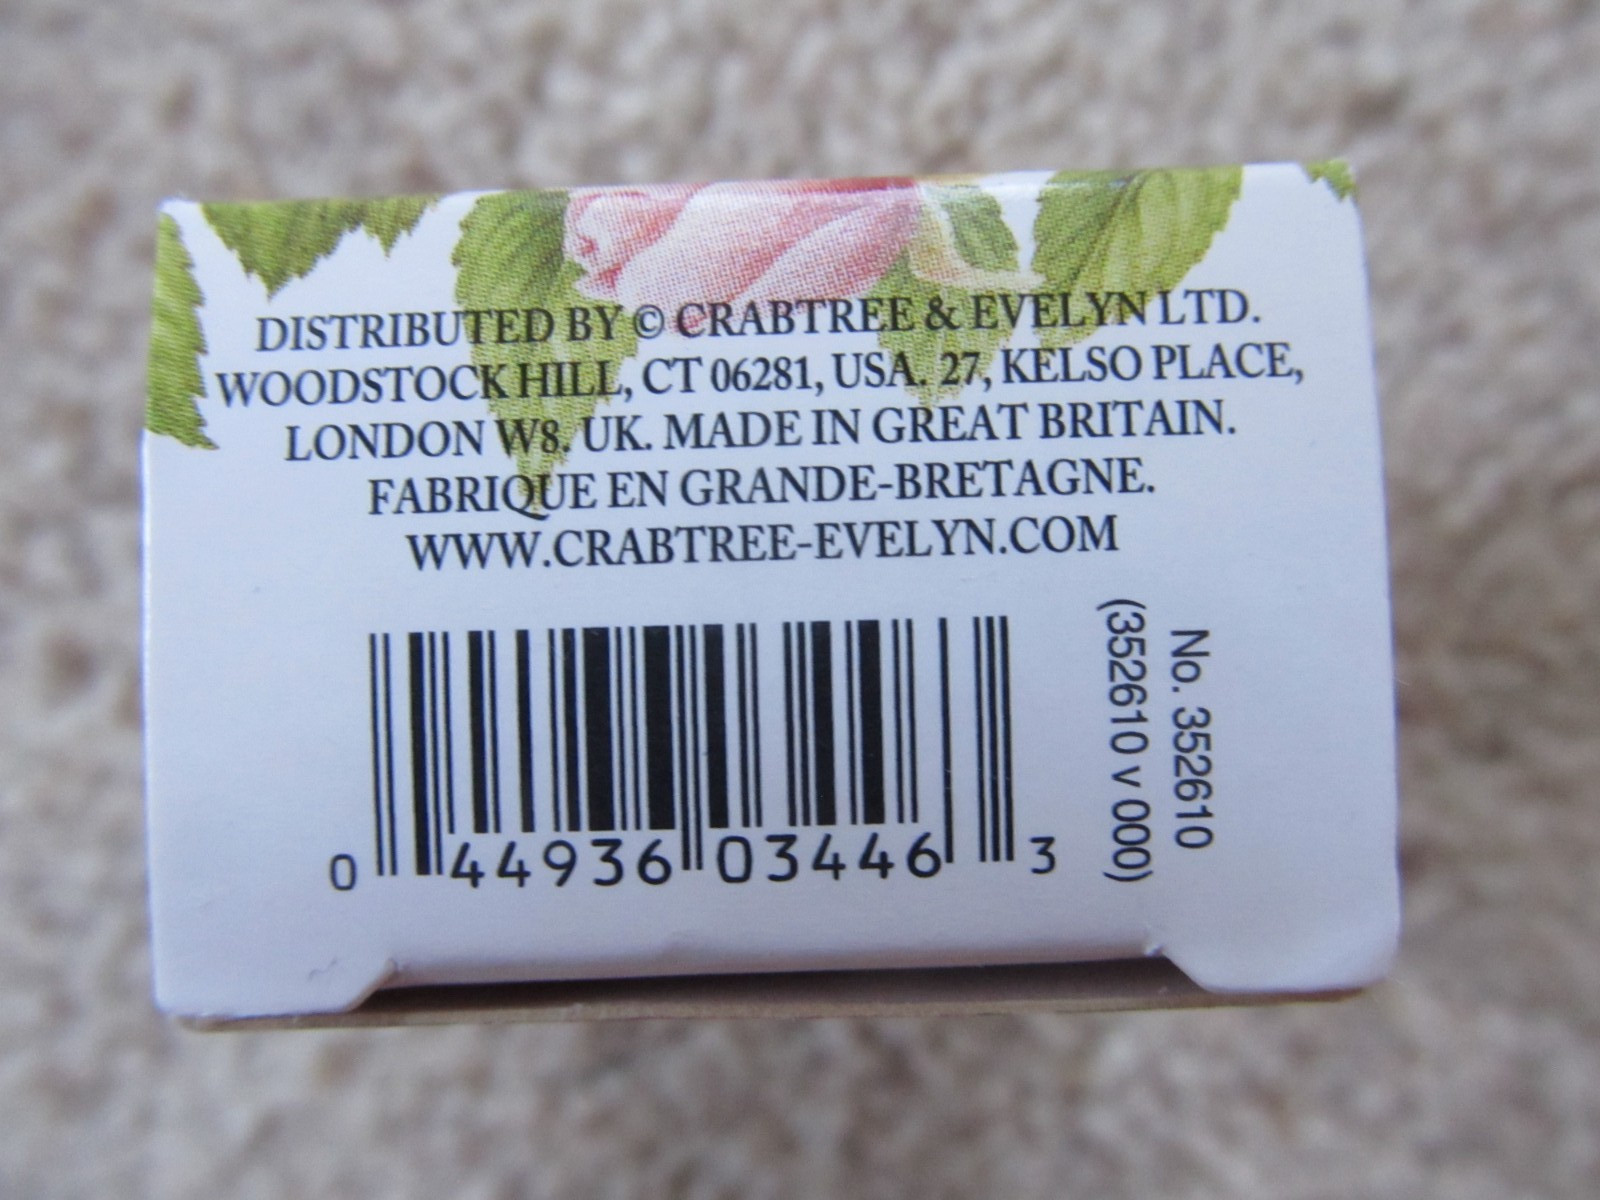 DISTRIBUTED BY © CRABTREE & EVELYN LTD.
WOODSTOCK HILL, CT 06281, USA. 27, KELSO PLACE,
LONDON W8. UK. MADE IN GREAT BRITAIN.
FABRIQUE EN GRANDE-BRETAGNE.
WWW.CRABTREE-EVELYN.COM
0 44936 03446 3
No. 352610
(352610 v 000)